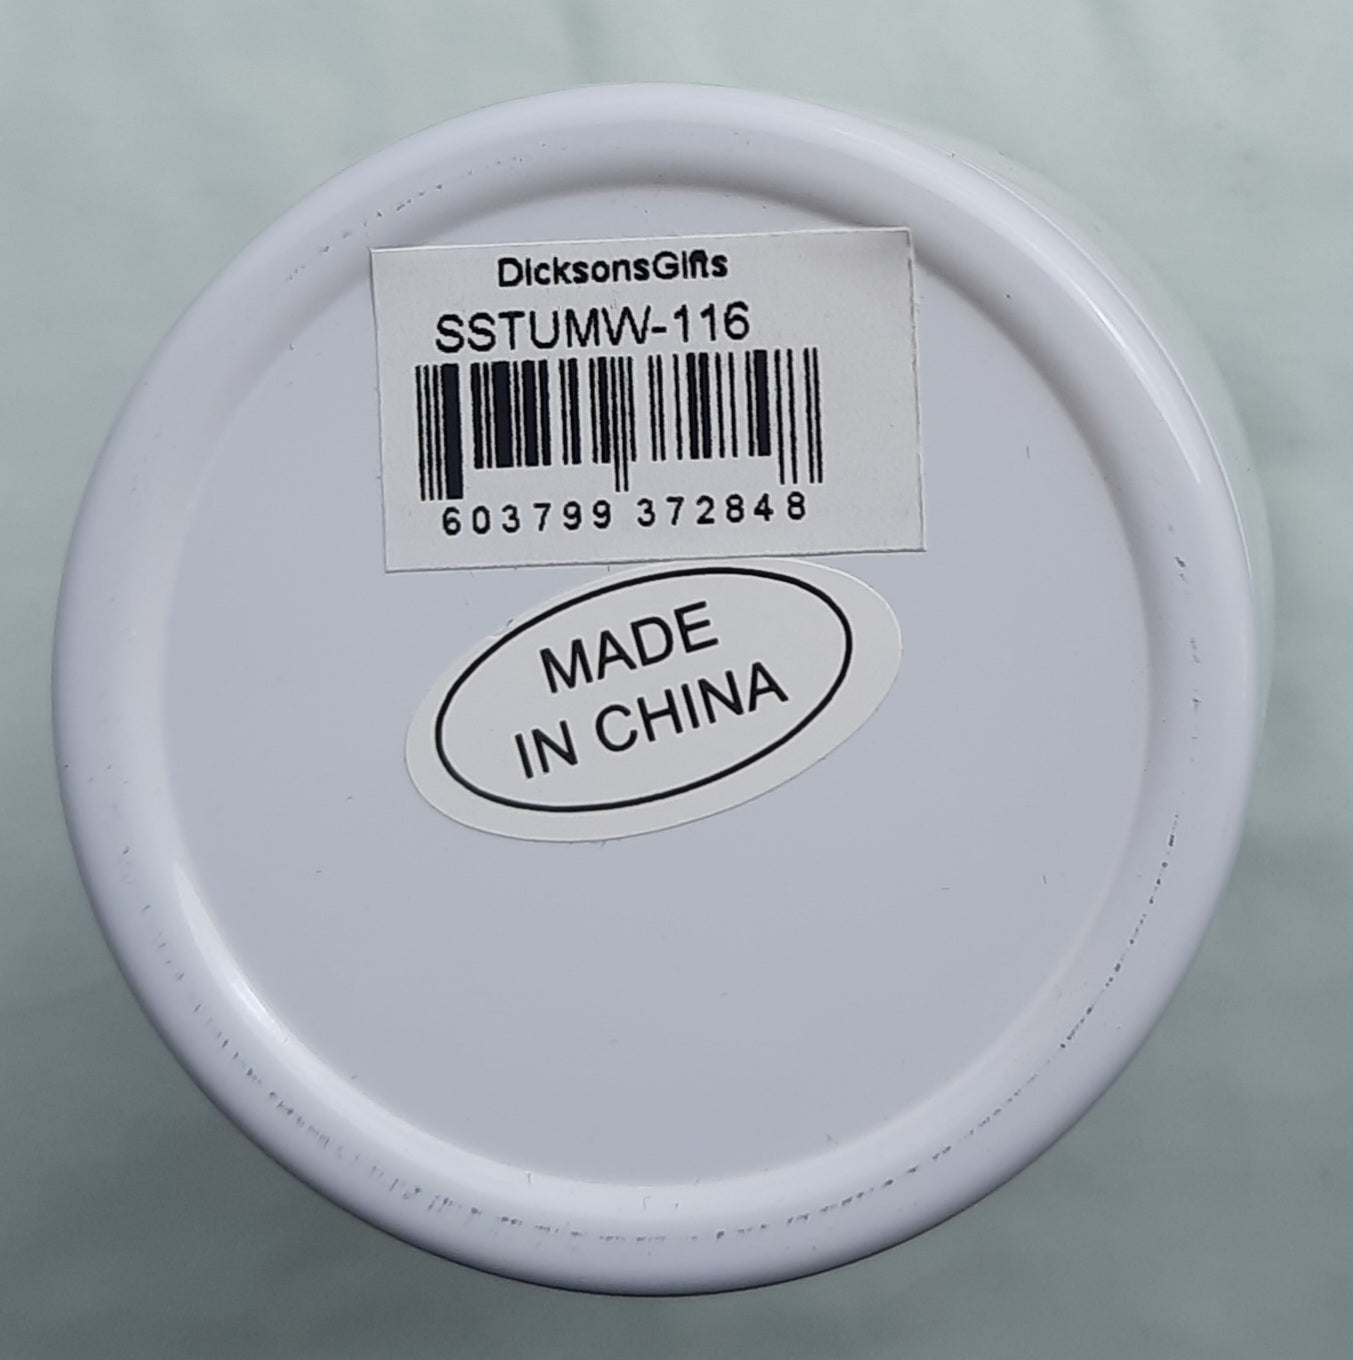 DicksonsGifts
SSTUMW-116
603799 372848
MADE
IN CHINA